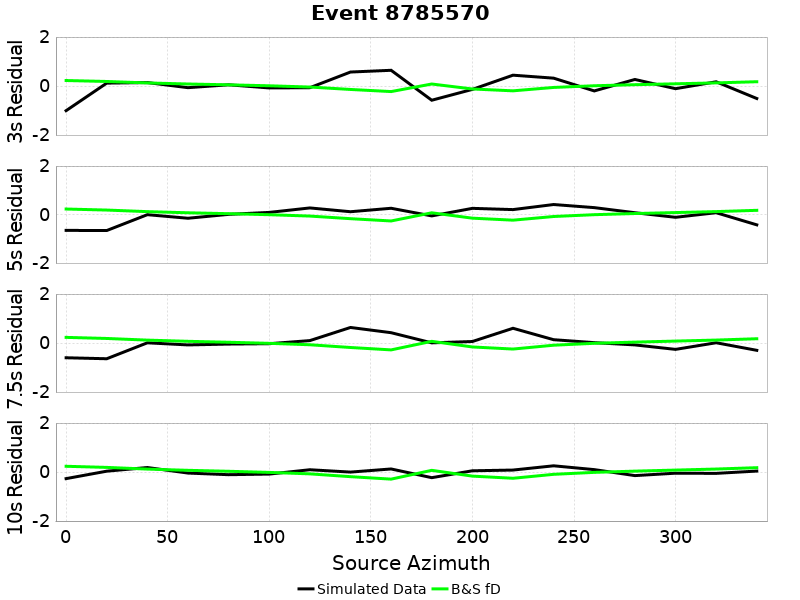 Event 8785570
3s Residual
2
0
-2
5s Residual
2
0
-2
7.5s Residual
2
0
-2
10s Residual
2
0
-2
0 50 100 150 200 250 300
Source Azimuth
Simulated Data B&S fD